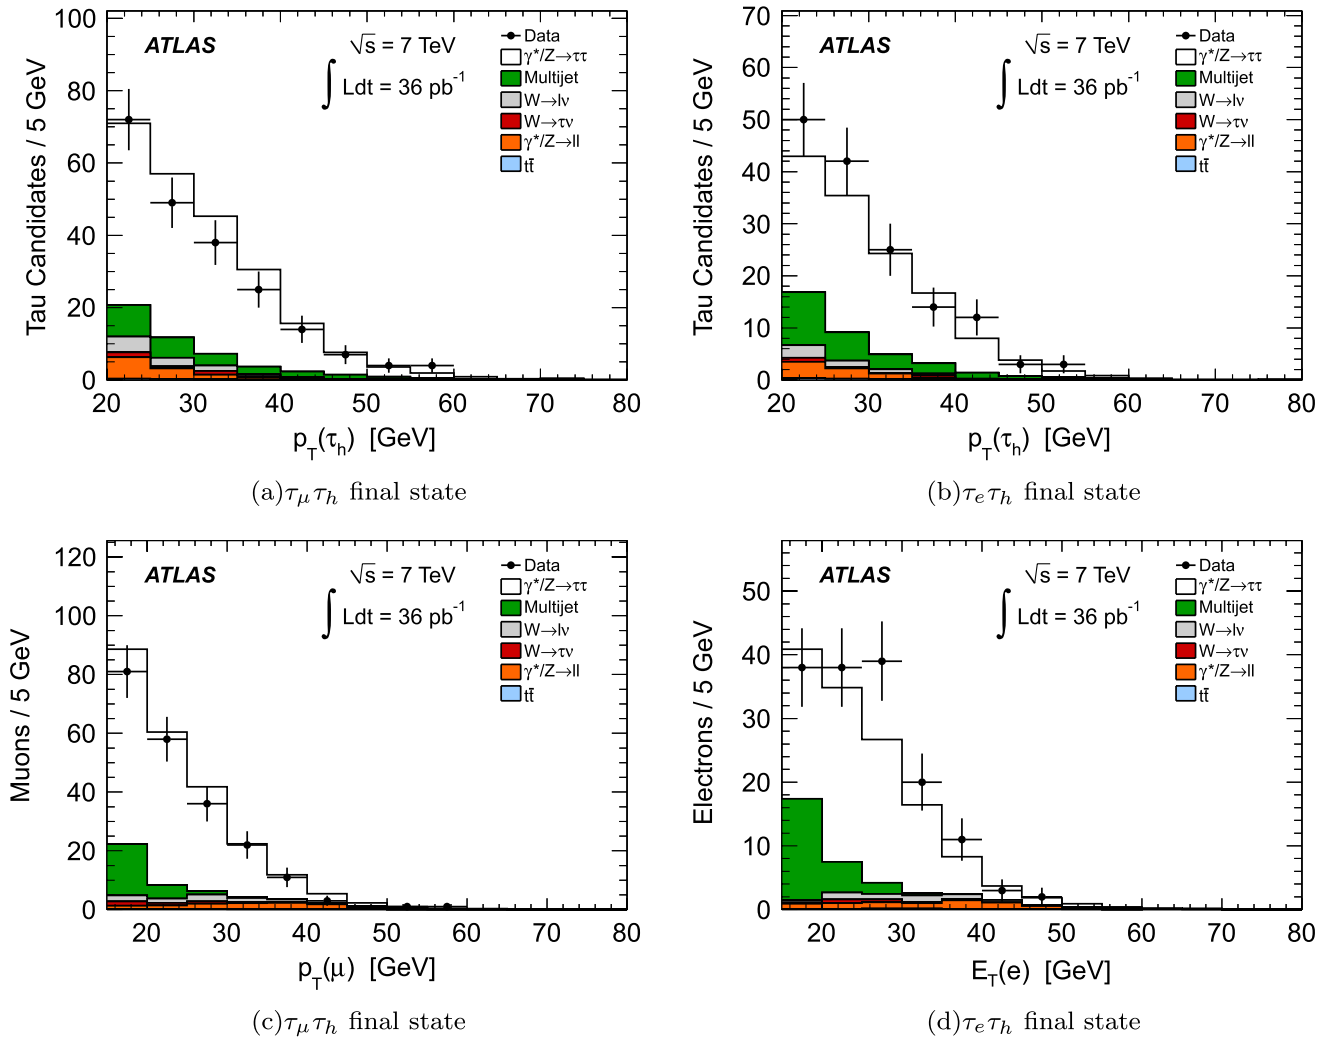 100
80
60
40
20
0
Tau Candidates / 5 GeV
ATLAS
√s = 7 TeV
∫ Ldt = 36 pb⁻¹
Data
γ*/Z→ττ
Multijet
W→lν
W→τν
γ*/Z→ll
tt̄
20 30 40 50 60 70 80
p_T(τ_h) [GeV]
(a)τ_μτ_h final state
70
60
50
40
30
20
10
0
Tau Candidates / 5 GeV
ATLAS
√s = 7 TeV
∫ Ldt = 36 pb⁻¹
Data
γ*/Z→ττ
Multijet
W→lν
W→τν
γ*/Z→ll
tt̄
20 30 40 50 60 70 80
p_T(τ_h) [GeV]
(b)τ_eτ_h final state
120
100
80
60
40
20
0
Muons / 5 GeV
ATLAS
√s = 7 TeV
∫ Ldt = 36 pb⁻¹
Data
γ*/Z→ττ
Multijet
W→lν
W→τν
γ*/Z→ll
tt̄
20 30 40 50 60 70 80
p_T(μ) [GeV]
(c)τ_μτ_h final state
50
40
30
20
10
0
Electrons / 5 GeV
ATLAS
√s = 7 TeV
∫ Ldt = 36 pb⁻¹
Data
γ*/Z→ττ
Multijet
W→lν
W→τν
γ*/Z→ll
tt̄
20 30 40 50 60 70 80
E_T(e) [GeV]
(d)τ_eτ_h final state